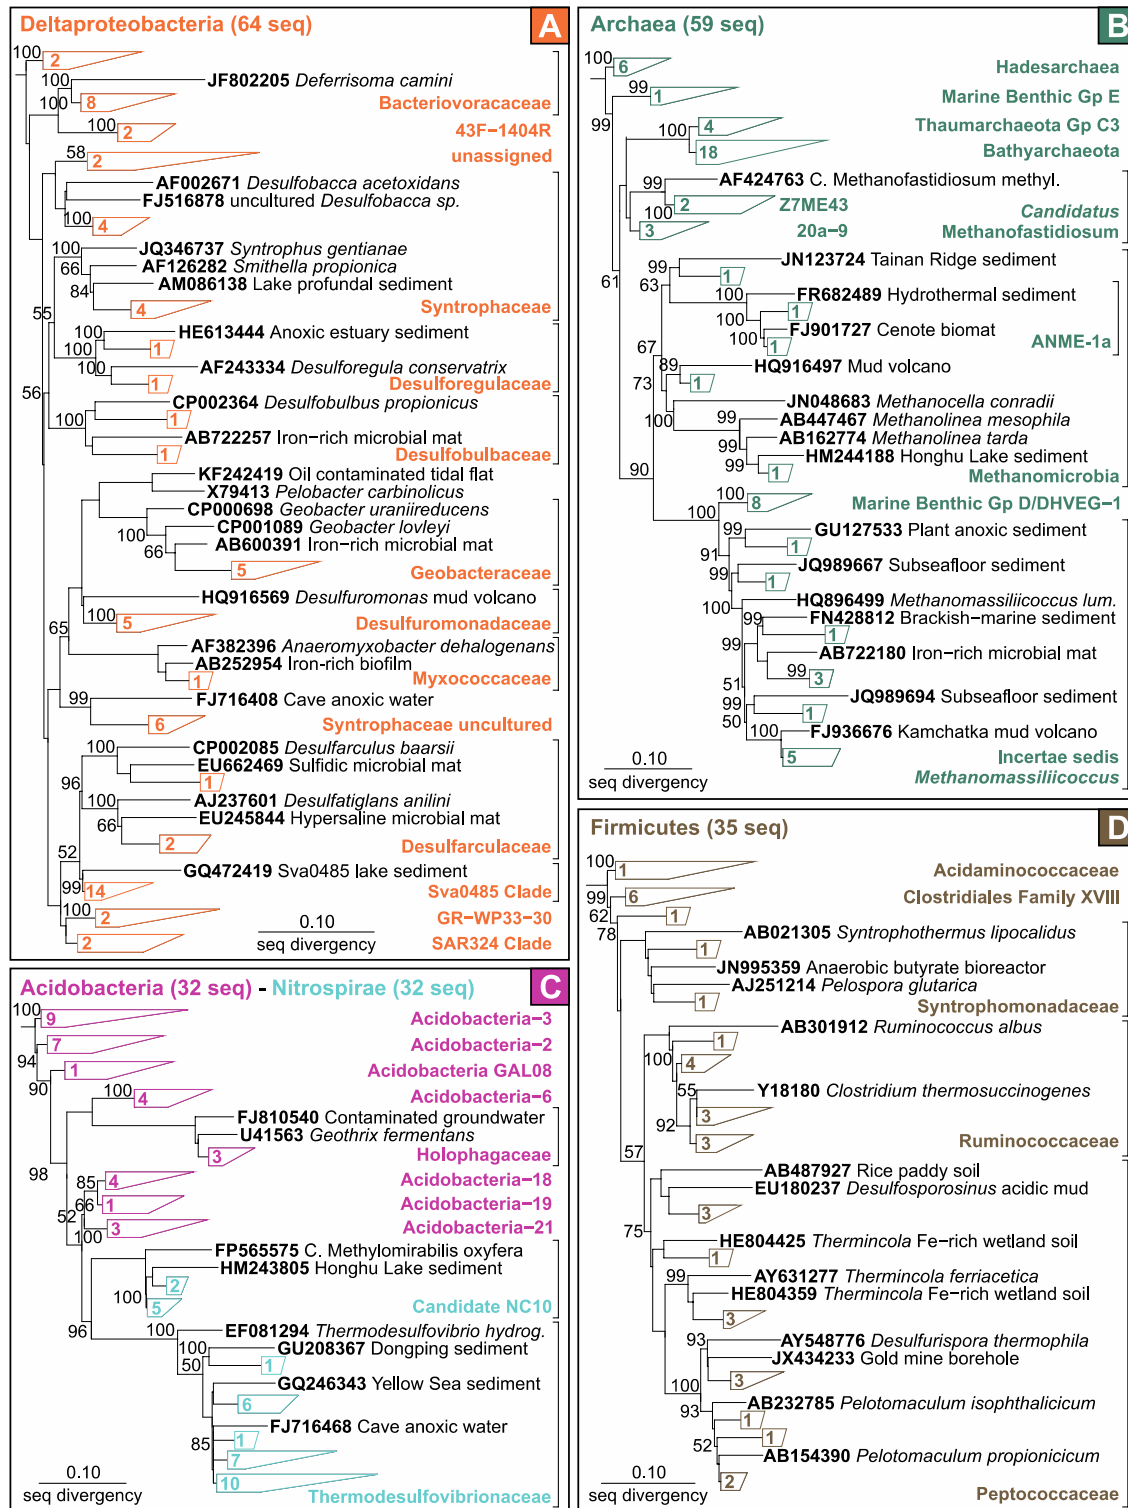 Deltaproteobacteria (64 seq)
A
100
2
100
JF802205 Deferrisoma camini
100
8
Bacteriovoracaceae
100
2
43F−1404R
58
2
unassigned
AF002671 Desulfobacca acetoxidans
FJ516878 uncultured Desulfobacca sp.
100
4
100
JQ346737 Syntrophus gentianae
66
AF126282 Smithella propionica
84
AM086138 Lake profundal sediment
4
Syntrophaceae
55
100
HE613444 Anoxic estuary sediment
100
1
100
AF243334 Desulforegula conservatrix
1
Desulforegulaceae
56
CP002364 Desulfobulbus propionicus
100
1
AB722257 Iron−rich microbial mat
1
Desulfobulbaceae
KF242419 Oil contaminated tidal flat
X79413 Pelobacter carbinolicus
CP000698 Geobacter uraniireducens
CP001089 Geobacter lovleyi
100
AB600391 Iron−rich microbial mat
66
5
Geobacteraceae
HQ916569 Desulfuromonas mud volcano
100
5
Desulfuromonadaceae
65
AF382396 Anaeromyxobacter dehalogenans
AB252954 Iron−rich biofilm
1
Myxococcaceae
99
FJ716408 Cave anoxic water
6
Syntrophaceae uncultured
100
CP002085 Desulfarculus baarsii
EU662469 Sulfidic microbial mat
96
1
100
AJ237601 Desulfatiglans anilini
66
EU245844 Hypersaline microbial mat
2
Desulfarculaceae
52
GQ472419 Sva0485 lake sediment
99
14
Sva0485 Clade
100
2
GR−WP33−30
2
SAR324 Clade
0.10
seq divergency
Archaea (59 seq)
B
100
6
Hadesarchaea
99
1
Marine Benthic Gp E
99
100
4
Thaumarchaeota Gp C3
18
Bathyarchaeota
99
AF424763 C. Methanofastidiosum methyl.
100
2
Z7ME43
3
20a−9
Candidatus
Methanofastidiosum
61
99
JN123724 Tainan Ridge sediment
63
1
100
FR682489 Hydrothermal sediment
1
100
FJ901727 Cenote biomat
1
ANME-1a
67
89
HQ916497 Mud volcano
73
1
100
JN048683 Methanocella conradii
99
AB447467 Methanolinea mesophila
AB162774 Methanolinea tarda
99
HM244188 Honghu Lake sediment
1
Methanomicrobia
90
100
100
8
Marine Benthic Gp D/DHVEG−1
99
GU127533 Plant anoxic sediment
91
1
99
JQ989667 Subseafloor sediment
1
100
HQ896499 Methanomassiliicoccus lum.
99
FN428812 Brackish−marine sediment
99
1
AB722180 Iron−rich microbial mat
99
3
51
99
JQ989694 Subseafloor sediment
50
1
100
FJ936676 Kamchatka mud volcano
5
Incertae sedis
Methanomassiliicoccus
0.10
seq divergency
Acidobacteria (32 seq) - Nitrospirae (32 seq)
C
100
9
Acidobacteria−3
7
Acidobacteria−2
94
90
1
Acidobacteria GAL08
100
4
Acidobacteria−6
FJ810540 Contaminated groundwater
U41563 Geothrix fermentans
3
Holophagaceae
98
85
4
Acidobacteria−18
66
1
Acidobacteria−19
52
100
3
Acidobacteria−21
FP565575 C. Methylomirabilis oxyfera
HM243805 Honghu Lake sediment
2
100
5
Candidate NC10
96
100
EF081294 Thermodesulfovibrio hydrog.
100
GU208367 Dongping sediment
50
1
GQ246343 Yellow Sea sediment
6
FJ716468 Cave anoxic water
85
1
7
10
Thermodesulfovibrionaceae
0.10
seq divergency
Firmicutes (35 seq)
D
100
1
Acidaminococcaceae
99
6
Clostridiales Family XVIII
62
1
78
AB021305 Syntrophothermus lipocalidus
1
JN995359 Anaerobic butyrate bioreactor
AJ251214 Pelospora glutarica
1
Syntrophomonadaceae
AB301912 Ruminococcus albus
1
100
4
55
Y18180 Clostridium thermosuccinogenes
3
92
3
Ruminococcaceae
57
AB487927 Rice paddy soil
EU180237 Desulfosporosinus acidic mud
3
75
HE804425 Thermincola Fe−rich wetland soil
1
99
AY631277 Thermincola ferriacetica
HE804359 Thermincola Fe−rich wetland soil
3
93
AY548776 Desulfurispora thermophila
JX434233 Gold mine borehole
3
100
AB232785 Pelotomaculum isophthalicicum
93
1
1
52
AB154390 Pelotomaculum propionicicum
2
Peptococcaceae
0.10
seq divergency